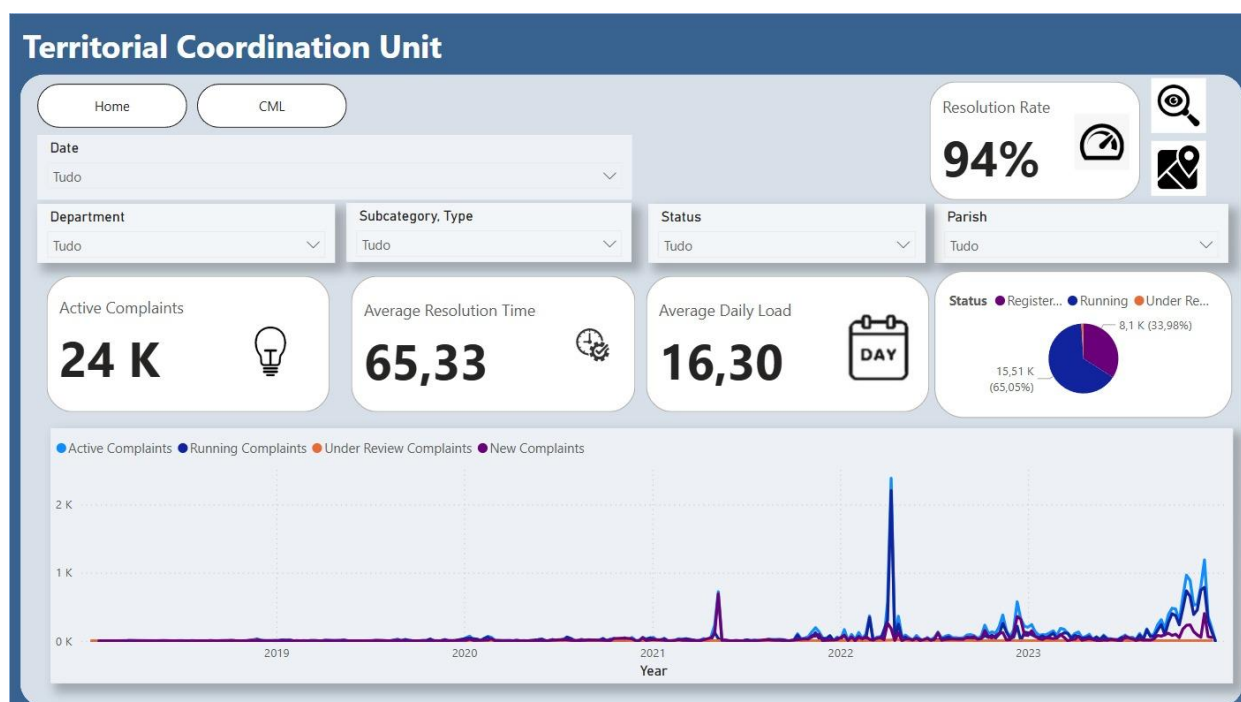 Territorial Coordination Unit
Home
CML
Resolution Rate
94%
Date
Tudo
Department
Tudo
Subcategory, Type
Tudo
Status
Tudo
Parish
Tudo
Active Complaints
24 K
Average Resolution Time
65,33
Average Daily Load
16,30
DAY
Status Register... Running Under Re...
8,1 K (33,98%)
15,51 K
(65,05%)
Active Complaints Running Complaints Under Review Complaints New Complaints
2 K
1 K
0 K
2019 2020 2021 2022 2023
Year